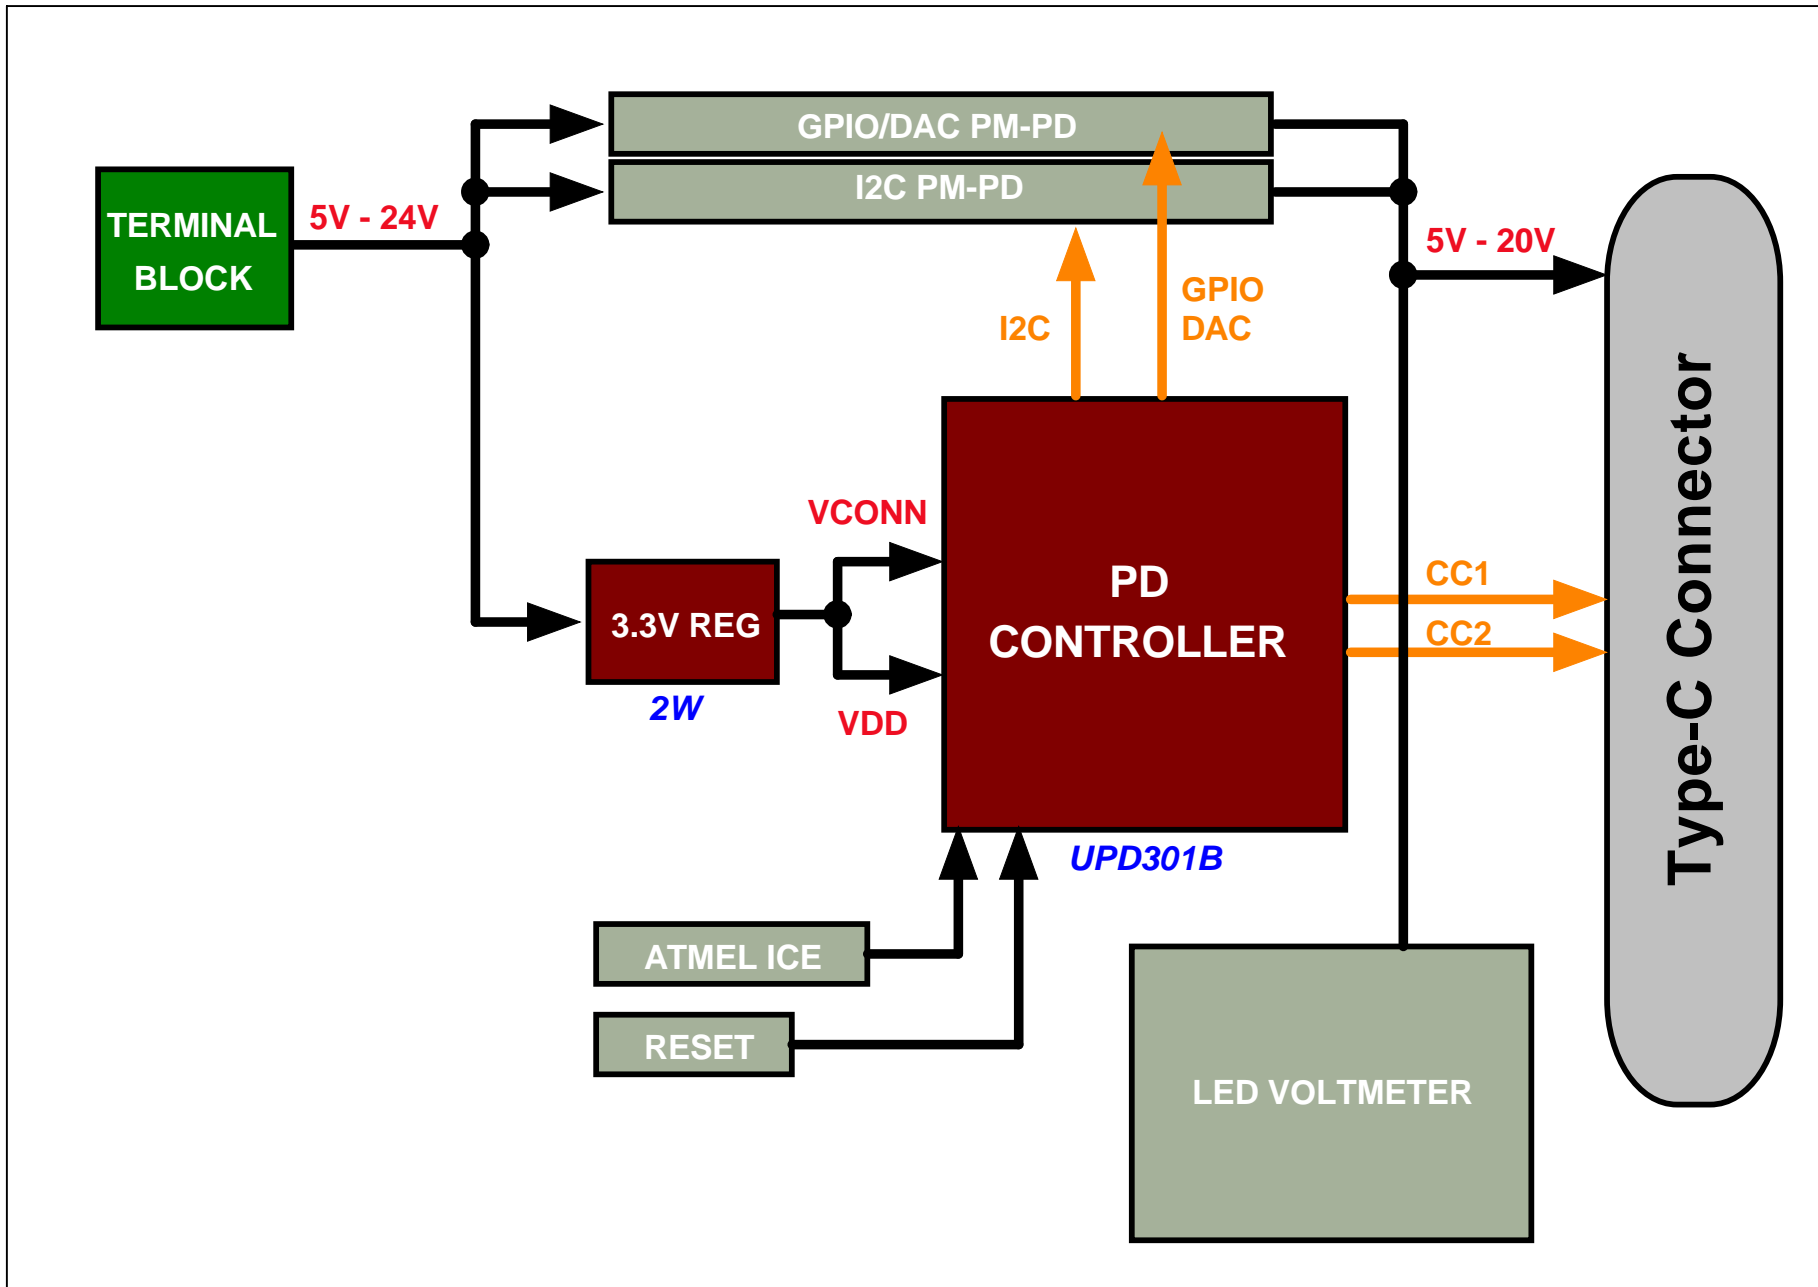 GPIO/DAC PM-PD
I2C PM-PD
TERMINAL
BLOCK
5V - 24V
5V - 20V
I2C
GPIO
DAC
Type-C Connector
VCONN
3.3V REG
2W
VDD
PD
CONTROLLER
UPD301B
CC1
CC2
ATMEL ICE
RESET
LED VOLTMETER